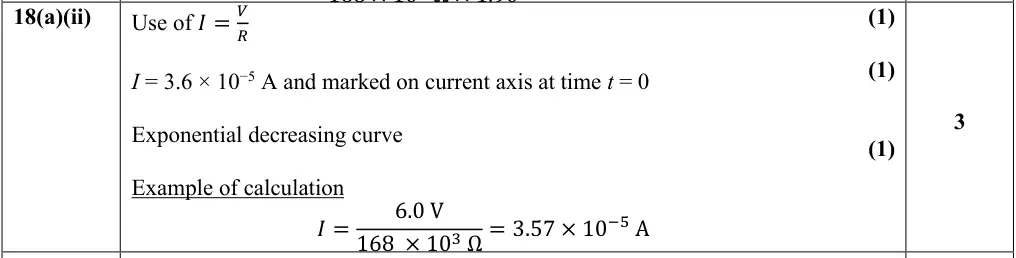 18(a)(ii) Use of I = V/R (1)
I = 3.6 × 10⁻⁵ A and marked on current axis at time t = 0 (1)
3
Exponential decreasing curve (1)
Example of calculation
I = 6.0 V / 168 × 10³ Ω = 3.57 × 10⁻⁵ A